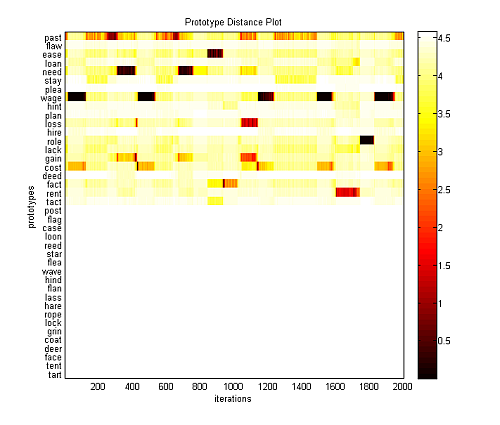 Prototype Distance Plot
past
flaw
ease
loan
need
stay
plea
wage
hint
plan
loss
hire
role
lack
gain
cost
deed
fact
rent
tact
post
flag
case
loon
reed
star
flea
wave
hind
flan
lass
hare
rope
lock
grin
coat
deer
face
tent
tart
prototypes
200 400 600 800 1000 1200 1400 1600 1800 2000
iterations
4.5
4
3.5
3
2.5
2
1.5
1
0.5